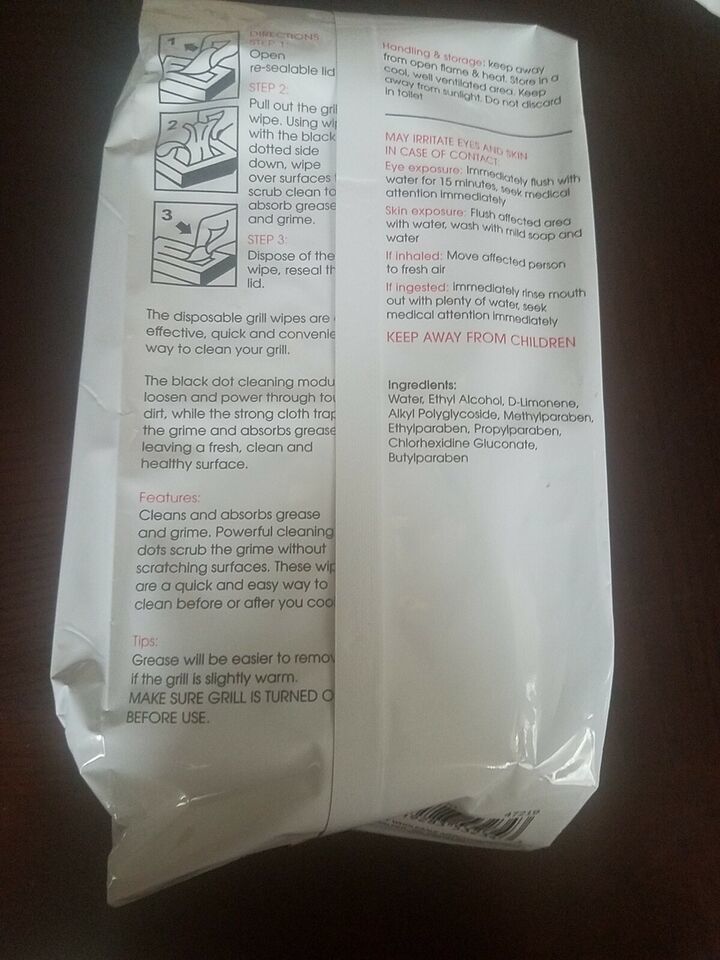 1
2
3
DIRECTIONS
STEP 1:
Open
re-sealable lid
STEP 2:
Pull out the gril
wipe. Using wip
with the black
dotted side
down, wipe
over surfaces
scrub clean to
absorb grease
and grime.
STEP 3:
Dispose of the
wipe, reseal th
lid.
The disposable grill wipes are
effective, quick and convenie
way to clean your grill.
The black dot cleaning modu
loosen and power through tou
dirt, while the strong cloth trap
the grime and absorbs grease
leaving a fresh, clean and
healthy surface.
Features:
Cleans and absorbs grease
and grime. Powerful cleaning
dots scrub the grime without
scratching surfaces. These wip
are a quick and easy way to
clean before or after you coo
Tips:
Grease will be easier to remov
if the grill is slightly warm.
MAKE SURE GRILL IS TURNED O
BEFORE USE.
Handling & storage: keep away
from open flame & heat. Store in a
cool, well ventilated area. Keep
away from sunlight. Do not discard
in toilet
MAY IRRITATE EYES AND SKIN
IN CASE OF CONTACT:
Eye exposure: Immediately flush with
water for 15 minutes, seek medical
attention immediately
Skin exposure: Flush affected area
with water, wash with mild soap and
water
If inhaled: Move affected person
to fresh air
If ingested: Immediately rinse mouth
out with plenty of water, seek
medical attention immediately
KEEP AWAY FROM CHILDREN
Ingredients:
Water, Ethyl Alcohol, D-Limonene,
Alkyl Polyglycoside, Methylparaben,
Ethylparaben, Propylparaben,
Chlorhexidine Gluconate,
Butylparaben
47219